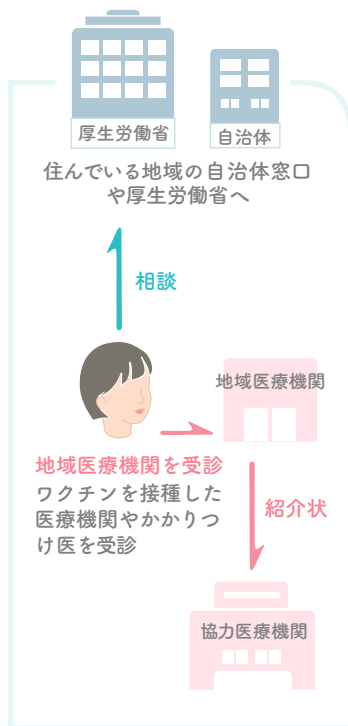 厚生労働省
自治体
住んでいる地域の自治体窓口
や厚生労働省へ
相談
地域医療機関
地域医療機関を受診
ワクチンを接種した
医療機関やかかりつ
け医を受診
紹介状
協力医療機関